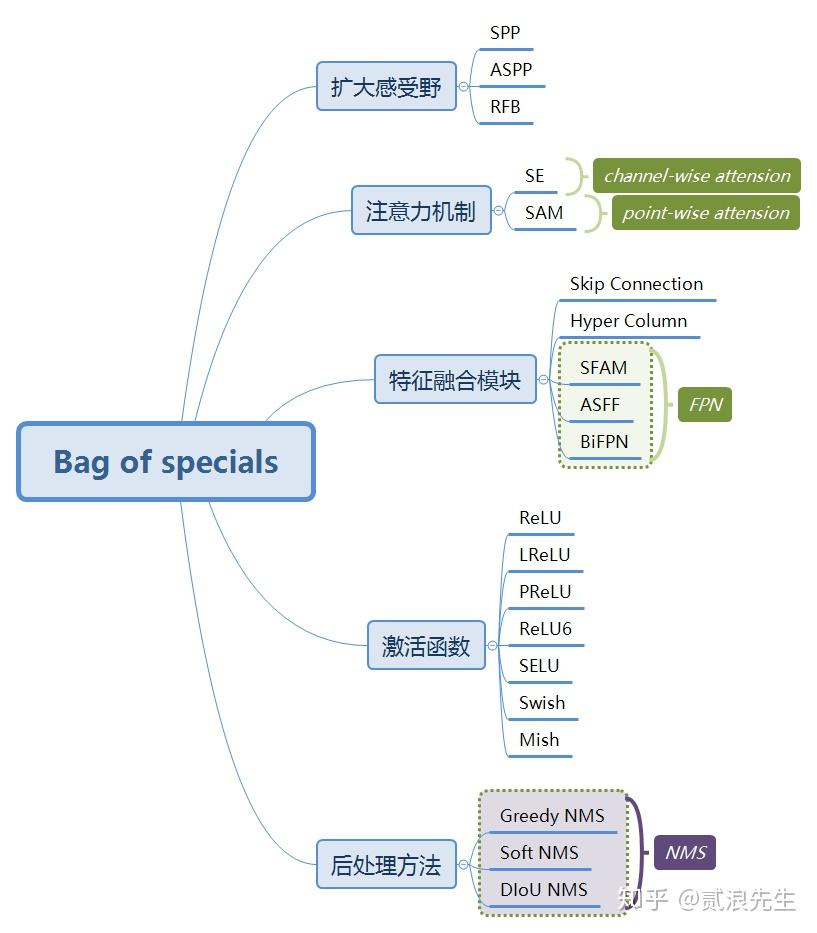 SPP
扩大感受野
ASPP
RFB
SE
channel-wise attension
注意力机制
SAM
point-wise attension
Skip Connection
Hyper Column
特征融合模块
SFAM
ASFF
FPN
BiFPN
Bag of specials
ReLU
LReLU
PReLU
ReLU6
激活函数
SELU
Swish
Mish
后处理方法
Greedy NMS
Soft NMS
NMS
DIoU NMS
知乎 @贰浪先生